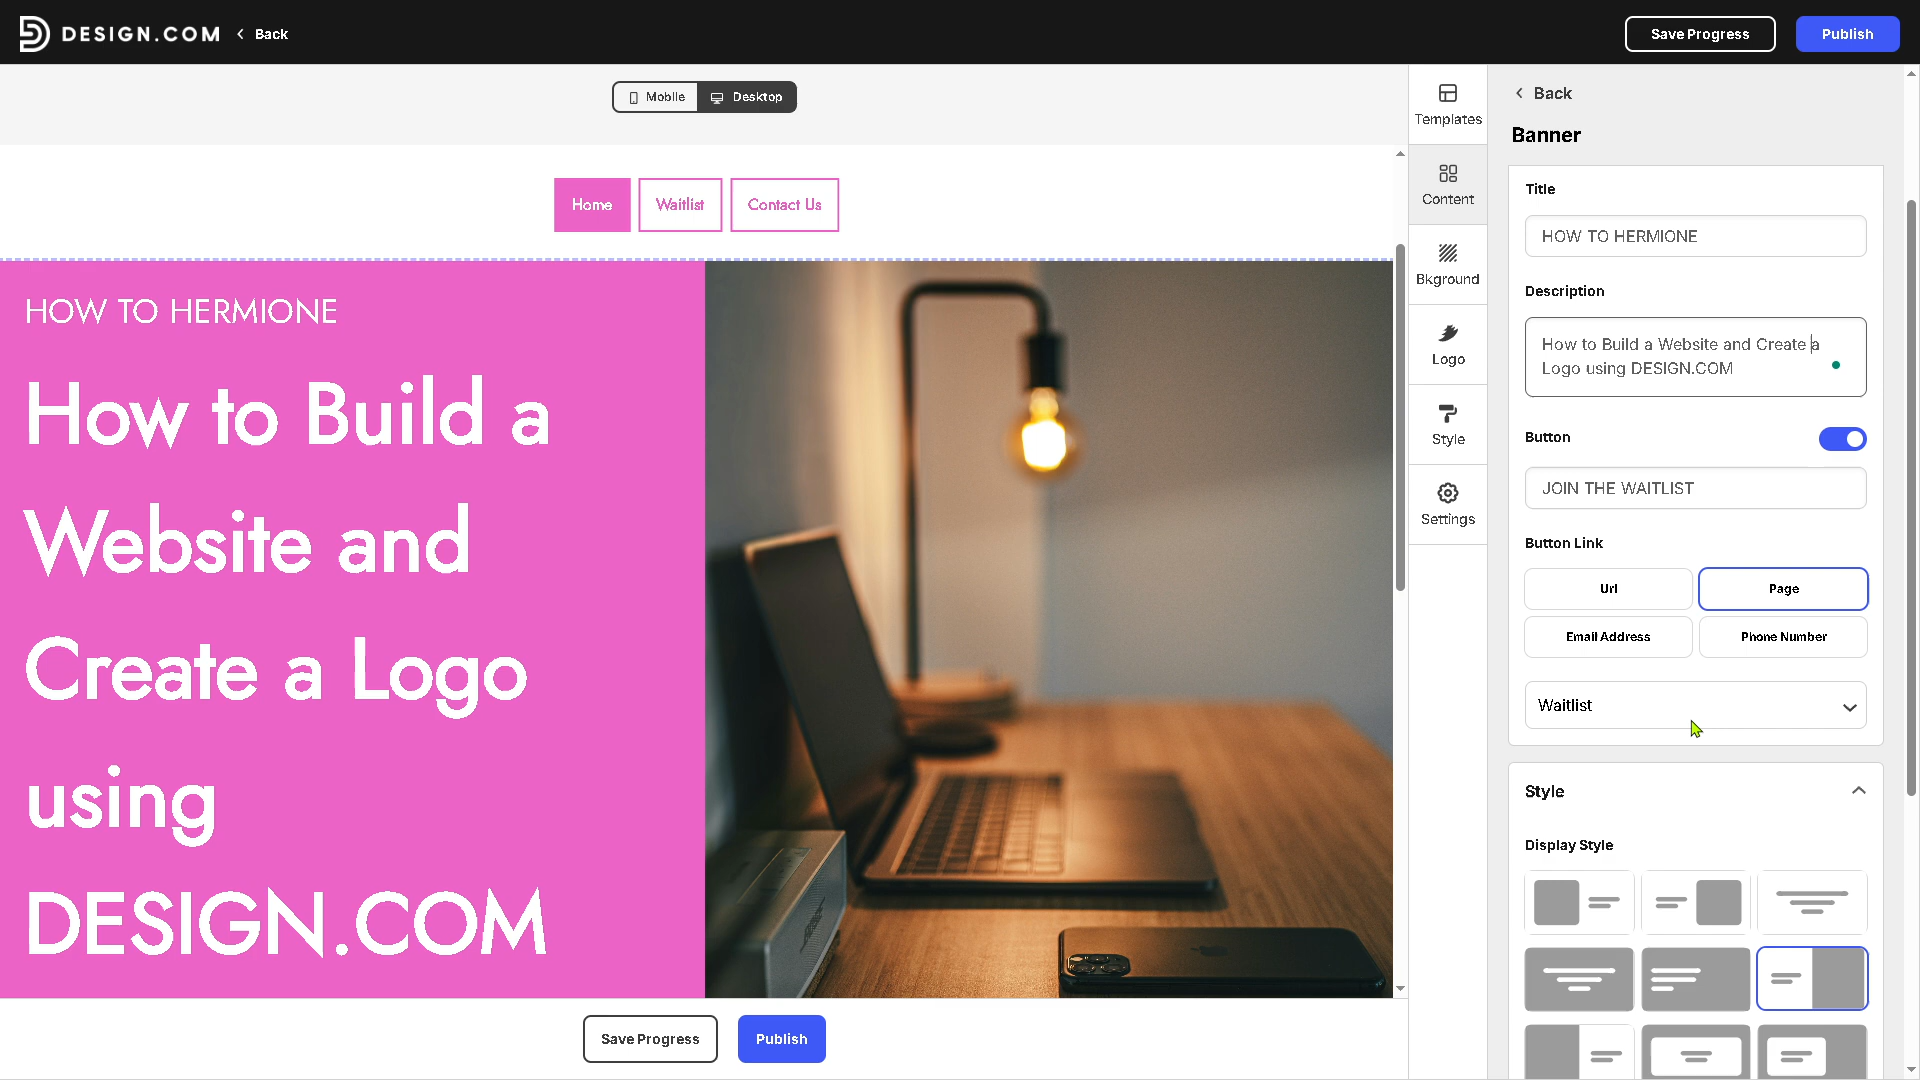 DESIGN.COM
Back
Save Progress
Publish
Mobile
Desktop
Home
Waitlist
Contact Us
HOW TO HERMIONE
How to Build a
Website and
Create a Logo
using
DESIGN.COM
Save Progress
Publish
Templates
Content
Bkground
Logo
Style
Settings
Back
Banner
Title
HOW TO HERMIONE
Description
How to Build a Website and Create a
Logo using DESIGN.COM
Button
JOIN THE WAITLIST
Button Link
Url
Page
Email Address
Phone Number
Waitlist
Style
Display Style